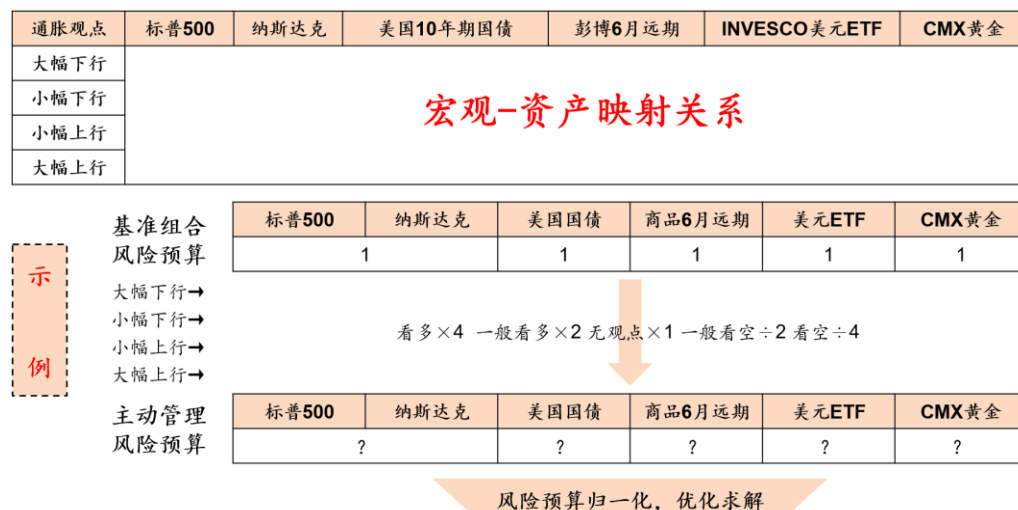 通胀观点 标普500 纳斯达克 美国10年期国债 彭博6月远期 INVESCO美元ETF CMX黄金
大幅下行
小幅下行
小幅上行
大幅上行
宏观-资产映射关系
基准组合
风险预算
标普500 纳斯达克 美国国债 商品6月远期 美元ETF CMX黄金
1 1 1 1 1
示
例
大幅下行→
小幅下行→
小幅上行→
大幅上行→
看多×4 一般看多×2 无观点×1 一般看空÷2 看空÷4
主动管理
风险预算
标普500 纳斯达克 美国国债 商品6月远期 美元ETF CMX黄金
? ? ? ? ?
风险预算归一化，优化求解